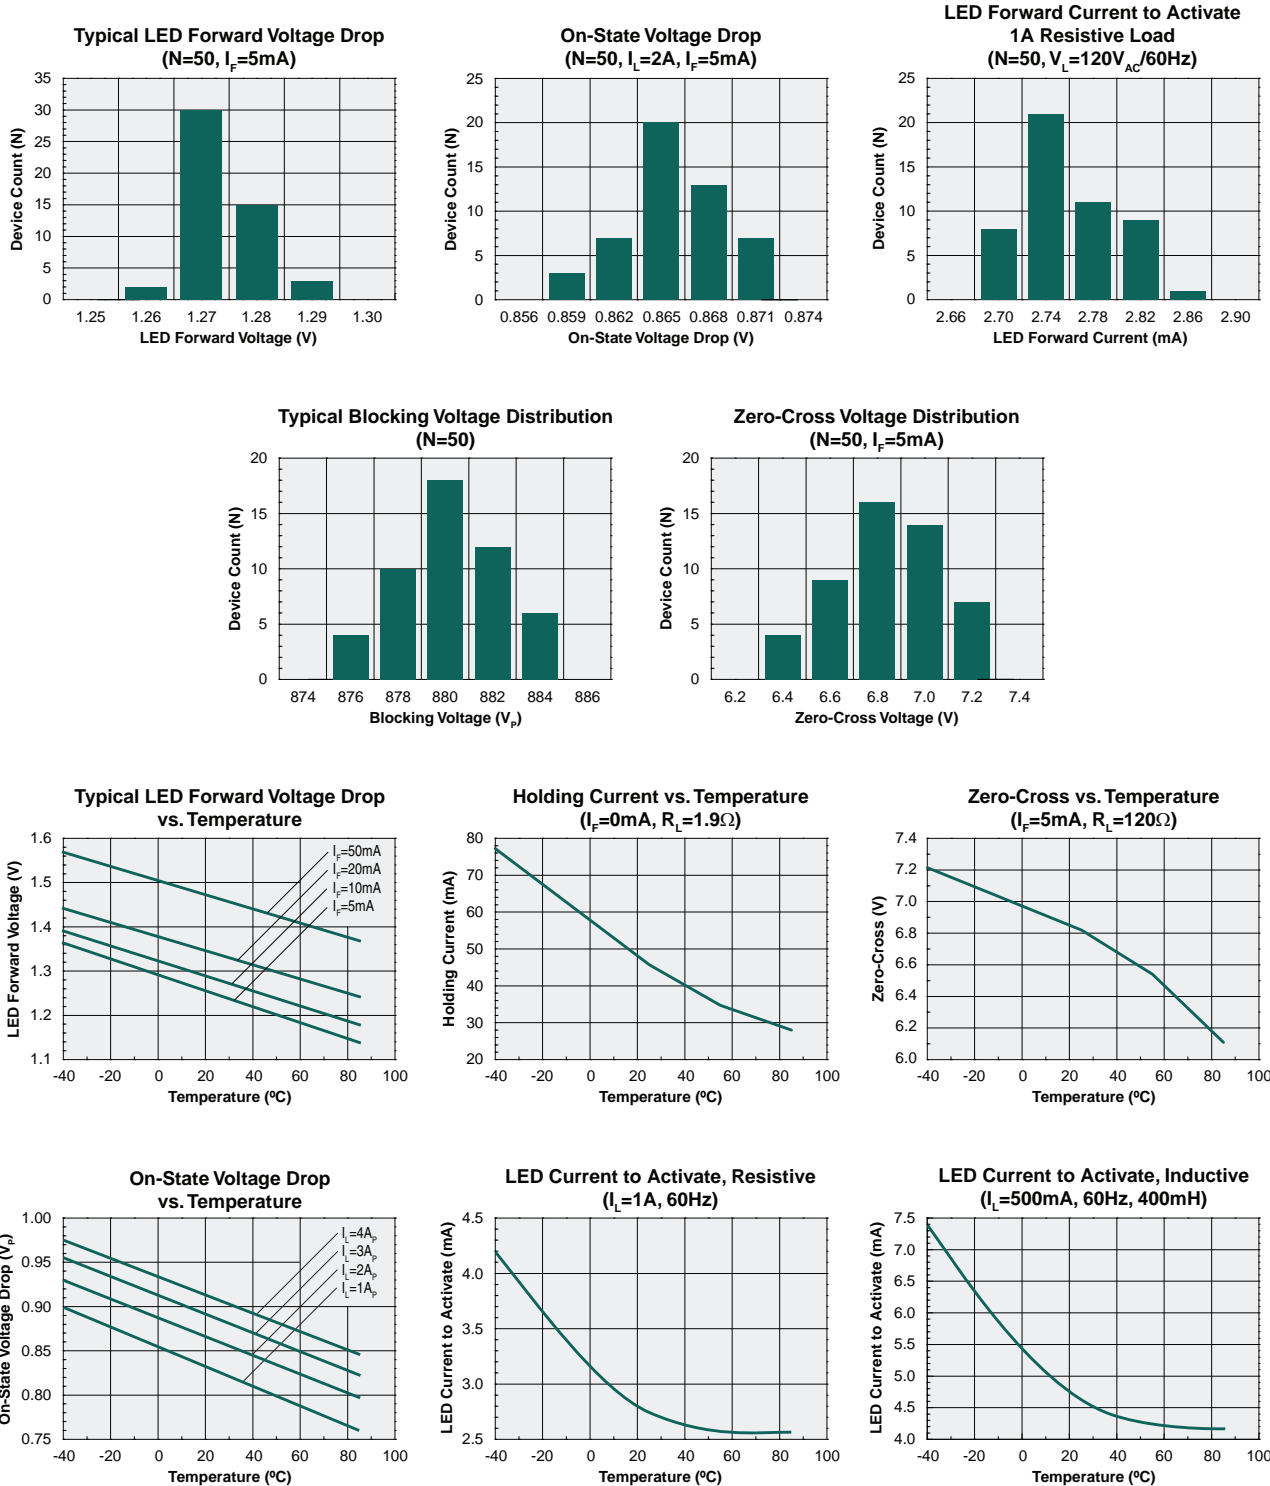 Typical LED Forward Voltage Drop
(N=50, IF=5mA)
35
30
25
20
15
10
5
0
Device Count (N)
1.25 1.26 1.27 1.28 1.29 1.30
LED Forward Voltage (V)
On-State Voltage Drop
(N=50, IL=2A, IF=5mA)
25
20
15
10
5
0
Device Count (N)
0.856 0.859 0.862 0.865 0.868 0.871 0.874
On-State Voltage Drop (V)
LED Forward Current to Activate
1A Resistive Load
(N=50, VL=120VAC/60Hz)
25
20
15
10
5
0
Device Count (N)
2.66 2.70 2.74 2.78 2.82 2.86 2.90
LED Forward Current (mA)
Typical Blocking Voltage Distribution
(N=50)
20
15
10
5
0
Device Count (N)
874 876 878 880 882 884 886
Blocking Voltage (VP)
Zero-Cross Voltage Distribution
(N=50, IF=5mA)
20
15
10
5
0
Device Count (N)
6.2 6.4 6.6 6.8 7.0 7.2 7.4
Zero-Cross Voltage (V)
Typical LED Forward Voltage Drop
vs. Temperature
1.6
1.5
1.4
1.3
1.2
1.1
LED Forward Voltage (V)
IF=50mA
IF=20mA
IF=10mA
IF=5mA
-40 -20 0 20 40 60 80 100
Temperature (ºC)
Holding Current vs. Temperature
(IF=0mA, RL=1.9Ω)
80
70
60
50
40
30
20
Holding Current (mA)
-40 -20 0 20 40 60 80 100
Temperature (ºC)
Zero-Cross vs. Temperature
(IF=5mA, RL=120Ω)
7.4
7.2
7.0
6.8
6.6
6.4
6.2
6.0
Zero-Cross (V)
-40 -20 0 20 40 60 80 100
Temperature (ºC)
On-State Voltage Drop
vs. Temperature
1.00
0.95
0.90
0.85
0.80
0.75
On-State Voltage Drop (VP)
IL=4AP
IL=3AP
IL=2AP
IL=1AP
-40 -20 0 20 40 60 80 100
Temperature (ºC)
LED Current to Activate, Resistive
(IL=1A, 60Hz)
4.5
4.0
3.5
3.0
2.5
LED Current to Activate (mA)
-40 -20 0 20 40 60 80 100
Temperature (ºC)
LED Current to Activate, Inductive
(IL=500mA, 60Hz, 400mH)
7.5
7.0
6.5
6.0
5.5
5.0
4.5
4.0
LED Current to Activate (mA)
-40 -20 0 20 40 60 80 100
Temperature (ºC)